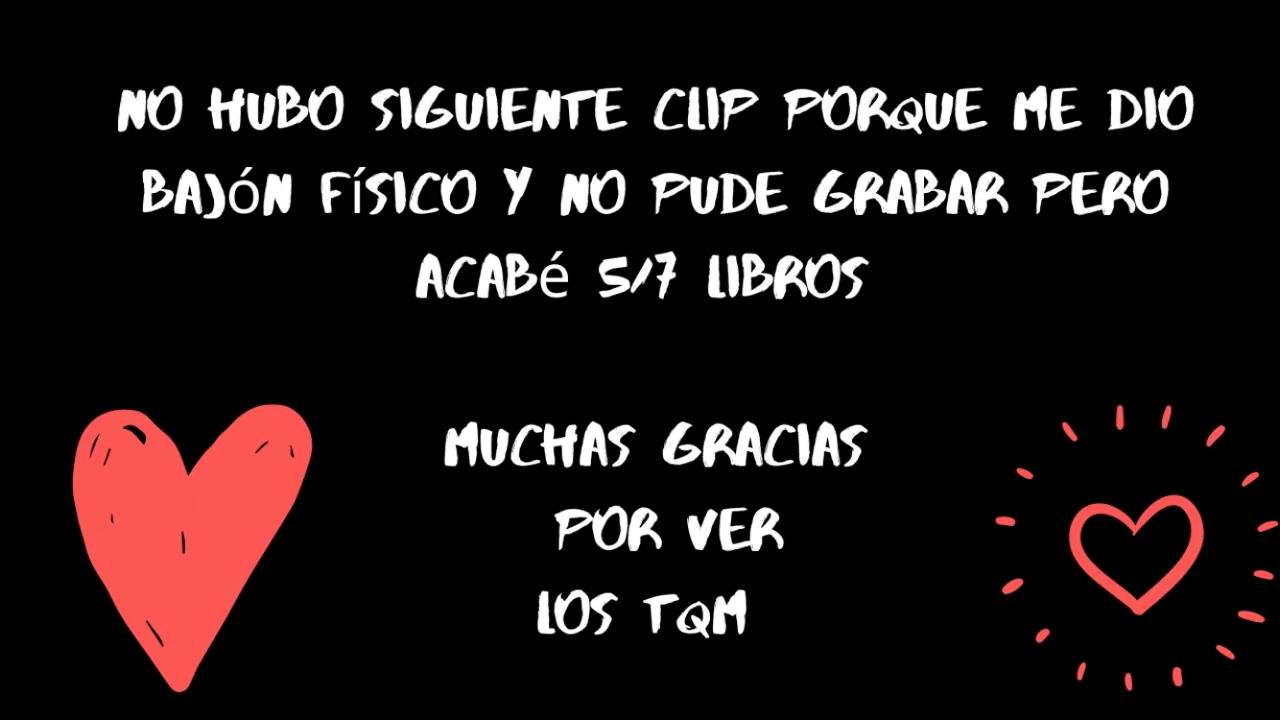 NO HUBO SIGUIENTE CLIP PORQUE ME DIO
BAJÓN FÍSICO Y NO PUDE GRABAR PERO
ACABÉ 5/7 LIBROS
MUCHAS GRACIAS
POR VER
LOS TQM